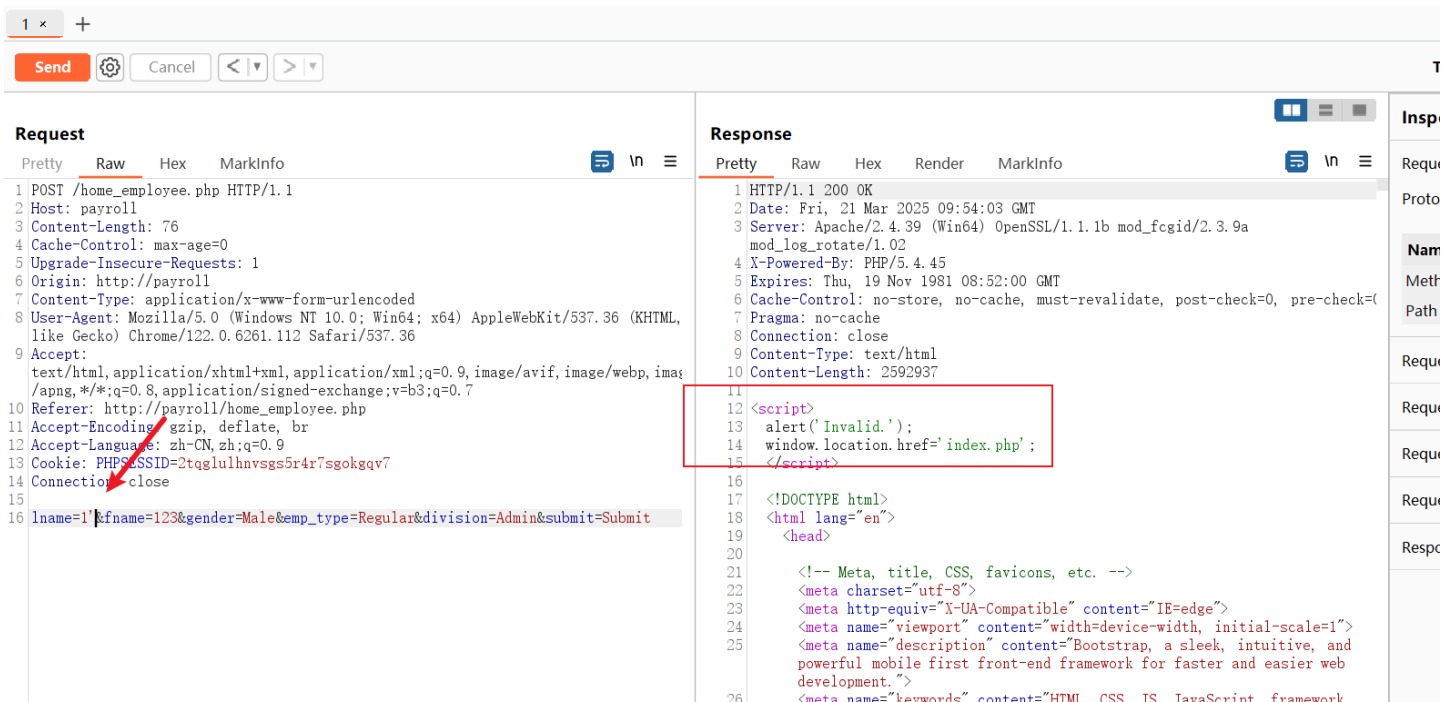 1 ×
Send
Cancel
Request
Pretty Raw Hex MarkInfo
\n
1 POST /home_employee.php HTTP/1.1
2 Host: payroll
3 Content-Length: 76
4 Cache-Control: max-age=0
5 Upgrade-Insecure-Requests: 1
6 Origin: http://payroll
7 Content-Type: application/x-www-form-urlencoded
8 User-Agent: Mozilla/5.0 (Windows NT 10.0; Win64; x64) AppleWebKit/537.36 (KHTML,
like Gecko) Chrome/122.0.6261.112 Safari/537.36
9 Accept:
text/html,application/xhtml+xml,application/xml;q=0.9,image/avif,image/webp,imag
/apng,*/*;q=0.8,application/signed-exchange;v=b3;q=0.7
10 Referer: http://payroll/home_employee.php
11 Accept-Encoding: gzip, deflate, br
12 Accept-Language: zh-CN,zh;q=0.9
13 Cookie: PHPSESSID=2tqglulhnvsgs5r4r7sgokgqv7
14 Connection: close
15
16 lname=1'&fname=123&gender=Male&emp_type=Regular&division=Admin&submit=Submit
Response
Pretty Raw Hex Render MarkInfo
\n
1 HTTP/1.1 200 OK
2 Date: Fri, 21 Mar 2025 09:54:03 GMT
3 Server: Apache/2.4.39 (Win64) OpenSSL/1.1.1b mod_fcgid/2.3.9a
mod_log_rotate/1.02
4 X-Powered-By: PHP/5.4.45
5 Expires: Thu, 19 Nov 1981 08:52:00 GMT
6 Cache-Control: no-store, no-cache, must-revalidate, post-check=0, pre-check=(
7 Pragma: no-cache
8 Connection: close
9 Content-Type: text/html
10 Content-Length: 2592937
11
12 <script>
13 alert('Invalid.');
14 window.location.href='index.php';
15 </script>
16
17 <!DOCTYPE html>
18 <html lang="en">
19 <head>
20
21 <!-- Meta, title, CSS, favicons, etc. -->
22 <meta charset="utf-8">
23 <meta http-equiv="X-UA-Compatible" content="IE=edge">
24 <meta name="viewport" content="width=device-width, initial-scale=1">
25 <meta name="description" content="Bootstrap, a sleek, intuitive, and
powerful mobile first front-end framework for faster and easier web
development.">
26 <meta name="keywords" content="HTML, CSS, JS, JavaScript, framework,
T
Inspe
Reque
Proto
Nam
Meth
Path
Reque
Reque
Reque
Reque
Respo